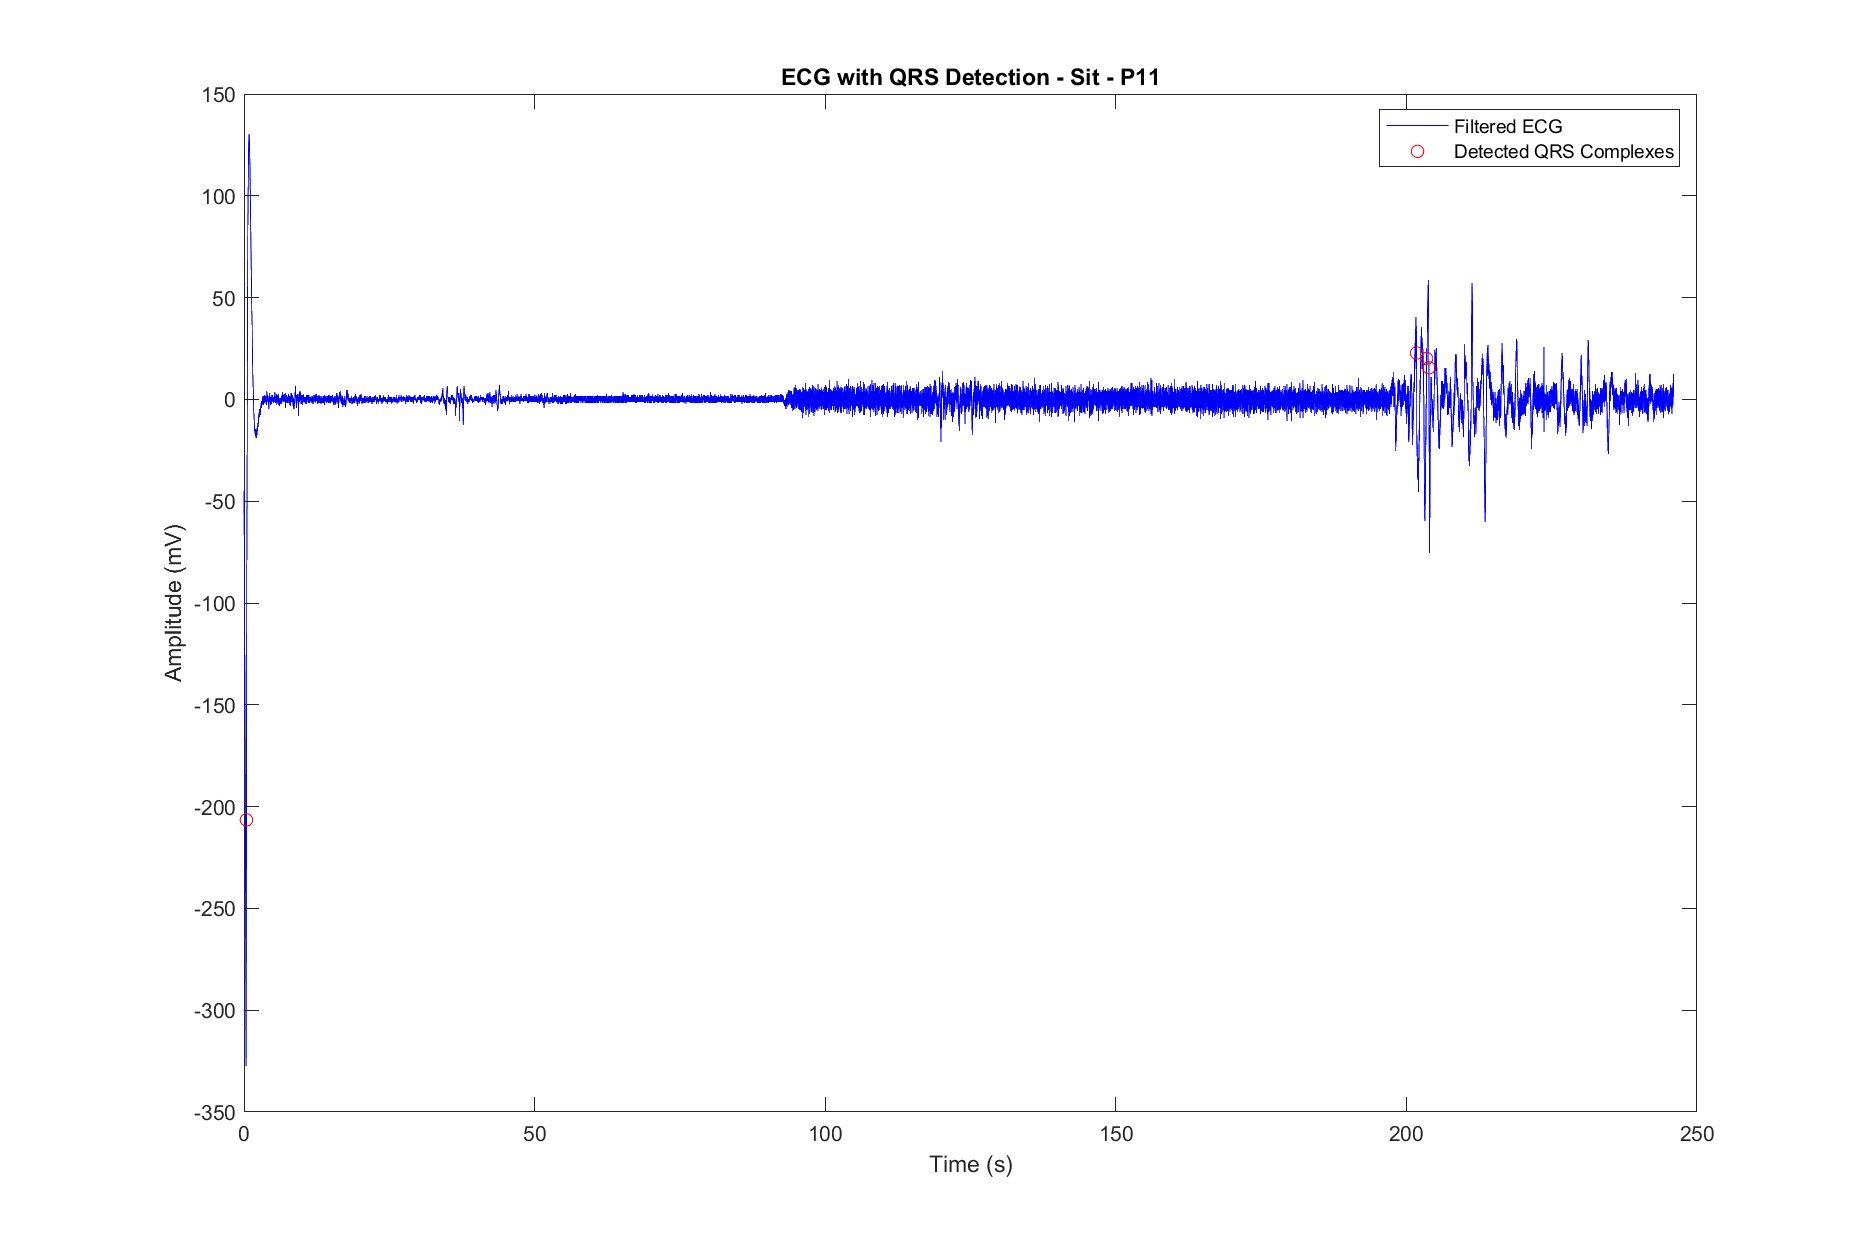 ECG with QRS Detection - Sit - P11
Filtered ECG
Detected QRS Complexes
150
100
50
0
-50
-100
-150
-200
-250
-300
-350
Amplitude (mV)
0 50 100 150 200 250
Time (s)